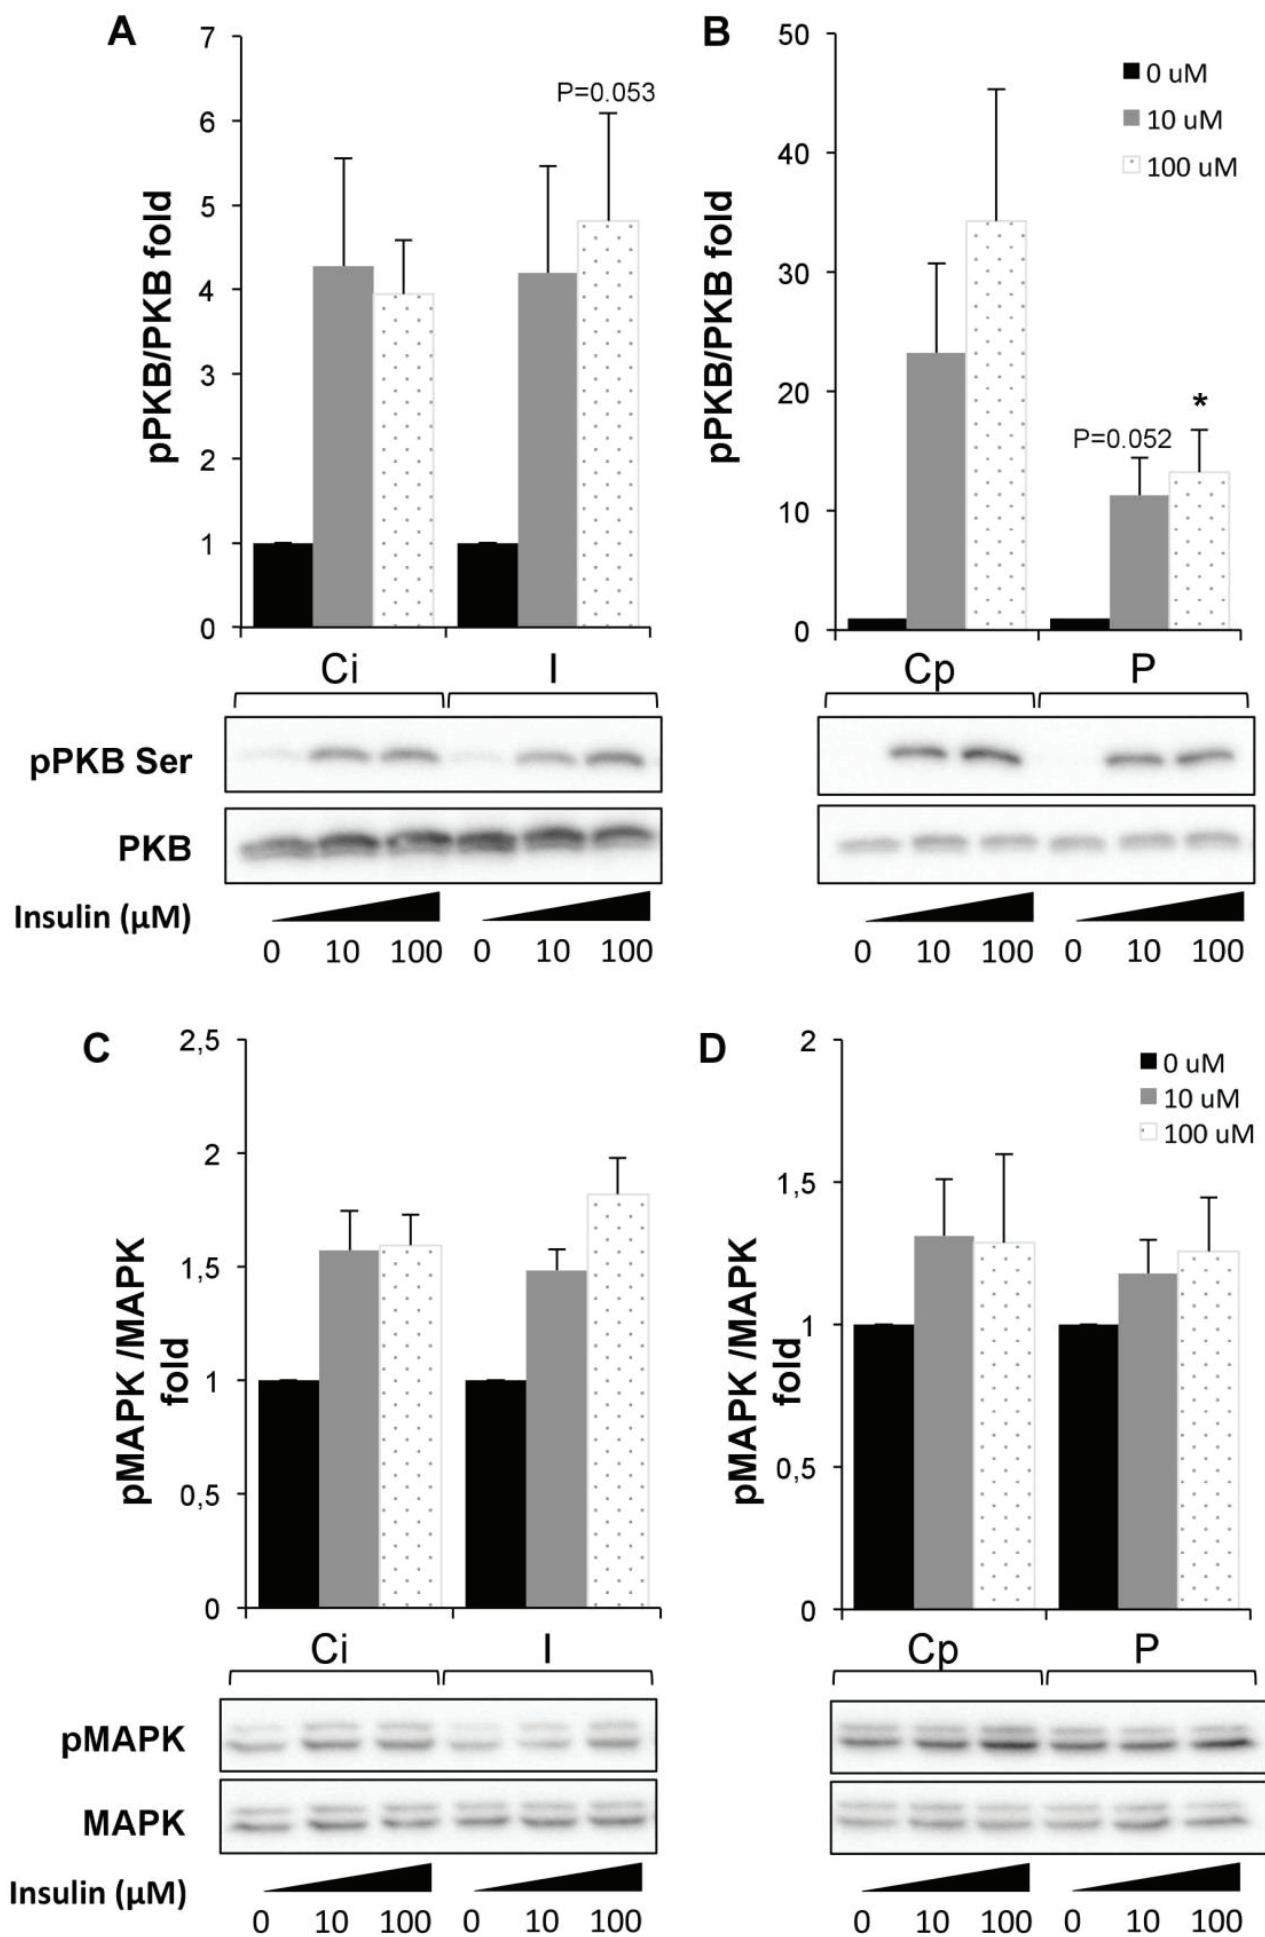 A
B
7
6
5
4
3
2
1
0
pPKB/PKB fold
P=0.053
50
40
30
20
10
0
pPKB/PKB fold
0 uM
10 uM
100 uM
P=0.052
*
Ci I
Cp P
pPKB Ser
PKB
Insulin (µM)
0 10 100 0 10 100
0 10 100 0 10 100
C
D
2,5
2
1,5
1
0,5
0
pMAPK /MAPK
fold
2
1,5
1
0,5
0
pMAPK /MAPK
fold
0 uM
10 uM
100 uM
Ci I
Cp P
pMAPK
MAPK
Insulin (µM)
0 10 100 0 10 100
0 10 100 0 10 100